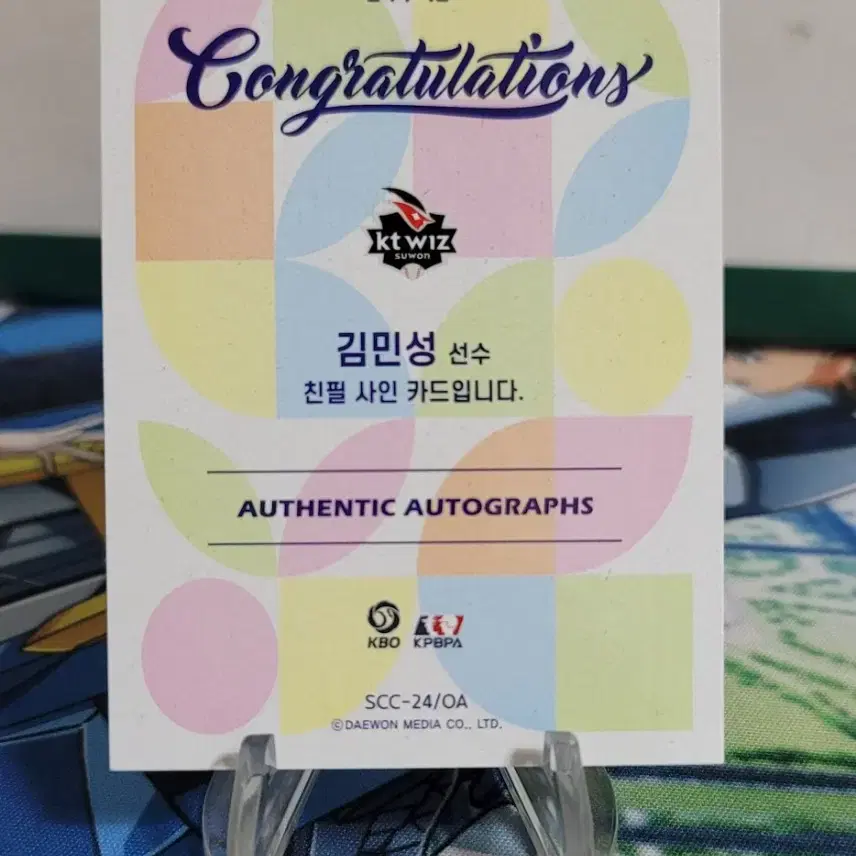 Congratulations
kt wiz
suwon
김민성 선수
친필 사인 카드입니다.
AUTHENTIC AUTOGRAPHS
KBO KPBPA
SCC-24/OA
©DAEWON MEDIA CO., LTD.